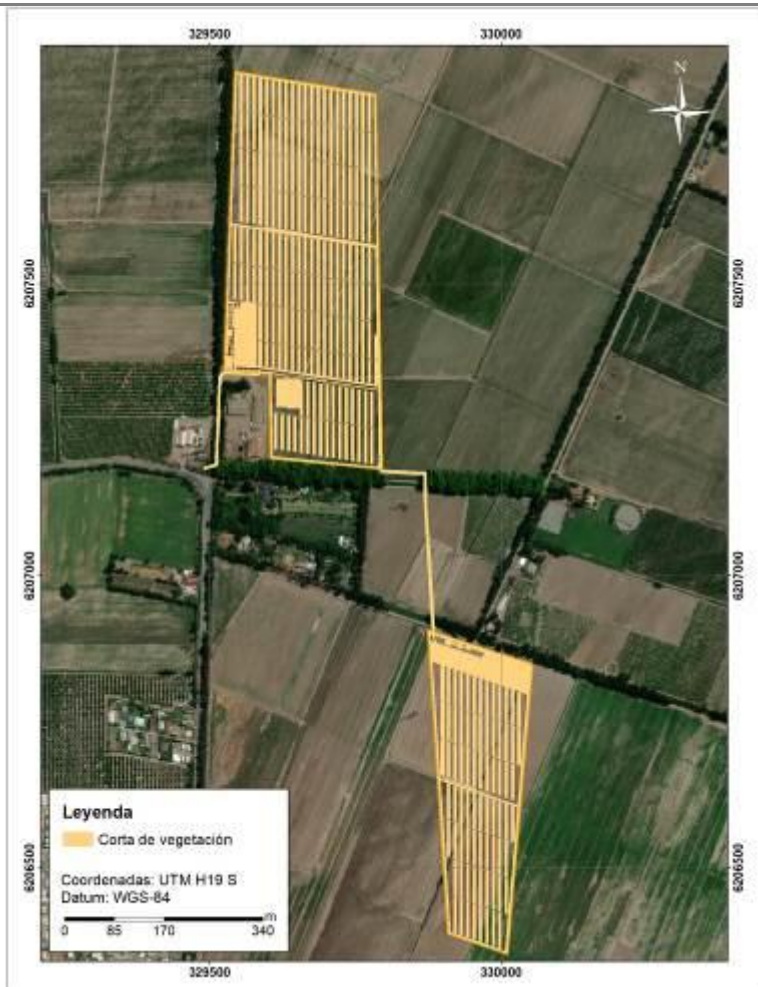 329500 330000
N
6207500 6207500
6207000 6207000
6206500 6206500
Leyenda
Corta de vegetación
Coordenadas: UTM H19 S
Datum: WGS-84
m
0 85 170 340
329500 330000